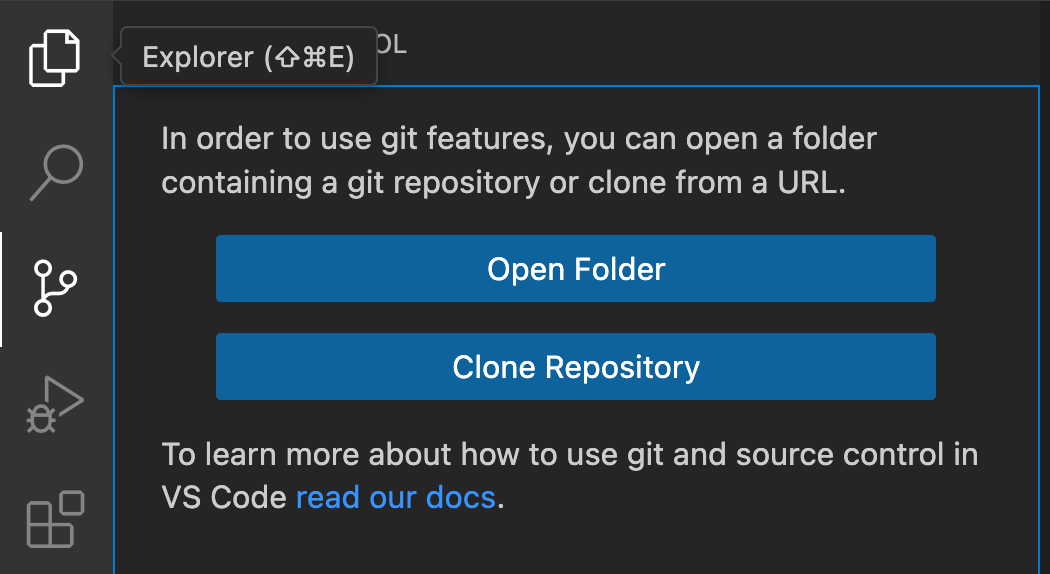 Explorer (⇧⌘E)
OL
In order to use git features, you can open a folder
containing a git repository or clone from a URL.
Open Folder
Clone Repository
To learn more about how to use git and source control in
VS Code read our docs.